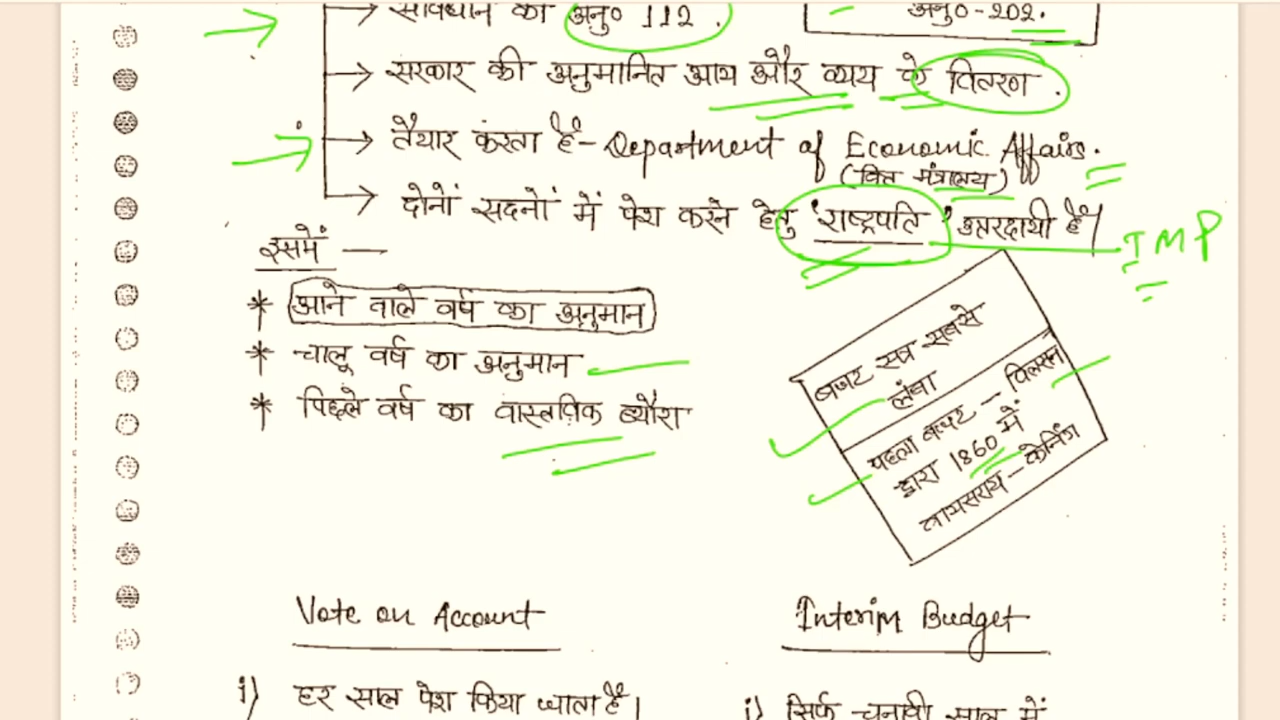 → संविधान का अनु० 112 .
अनु०-202.
→ सरकार की अनुमानित आय और व्यय के वितरण .
→ तैयार करता है- Department of Economic Affairs.
(वित्त मंत्रालय)
→ दोनों सदनों में पेश करने हेतु 'राष्ट्रपति' उत्तरदायी है|
IMP
इसमें —
* आने वाले वर्ष का अनुमान
* चालू वर्ष का अनुमान
* पिछले वर्ष का वास्तविक ब्यौरा
बजट सत्र सबसे
लंबा
पहला बजट - विलसन
द्वारा 1860 में
वायसराय - केनिंग
Vote on Account
Interim Budget
i) हर साल पेश किया जाता है।
i) सिर्फ चुनावी साल में